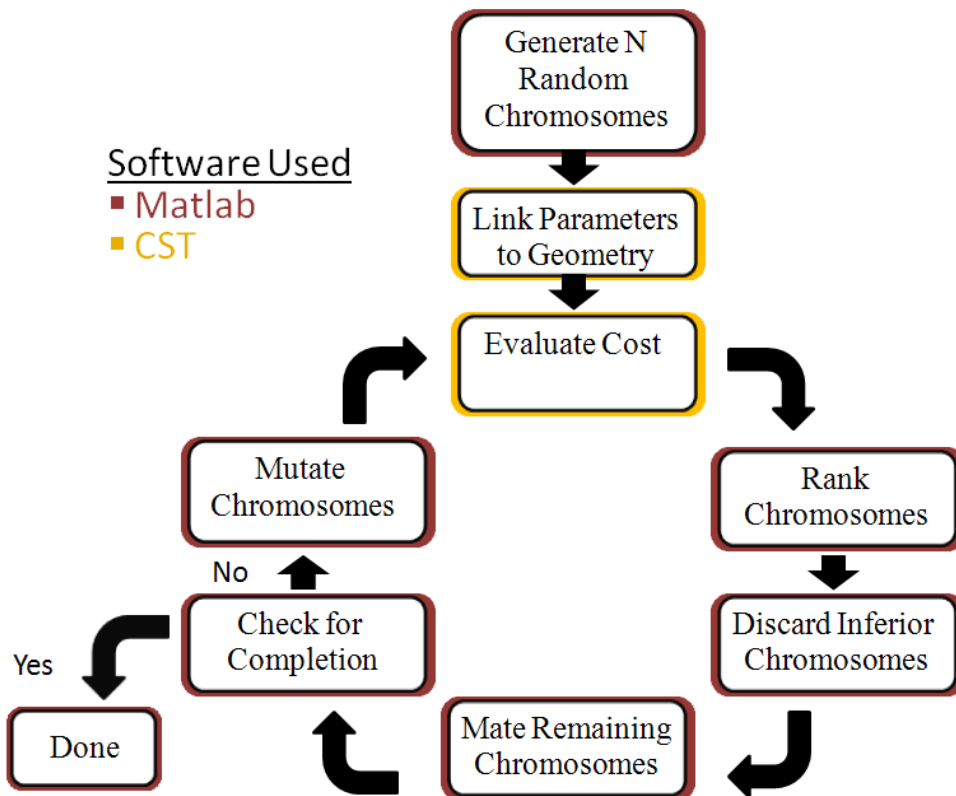 Generate N
Random
Chromosomes
Software Used
Matlab
CST
Link Parameters
to Geometry
Evaluate Cost
Mutate
Chromosomes
Rank
Chromosomes
No
Check for
Completion
Discard Inferior
Chromosomes
Yes
Done
Mate Remaining
Chromosomes